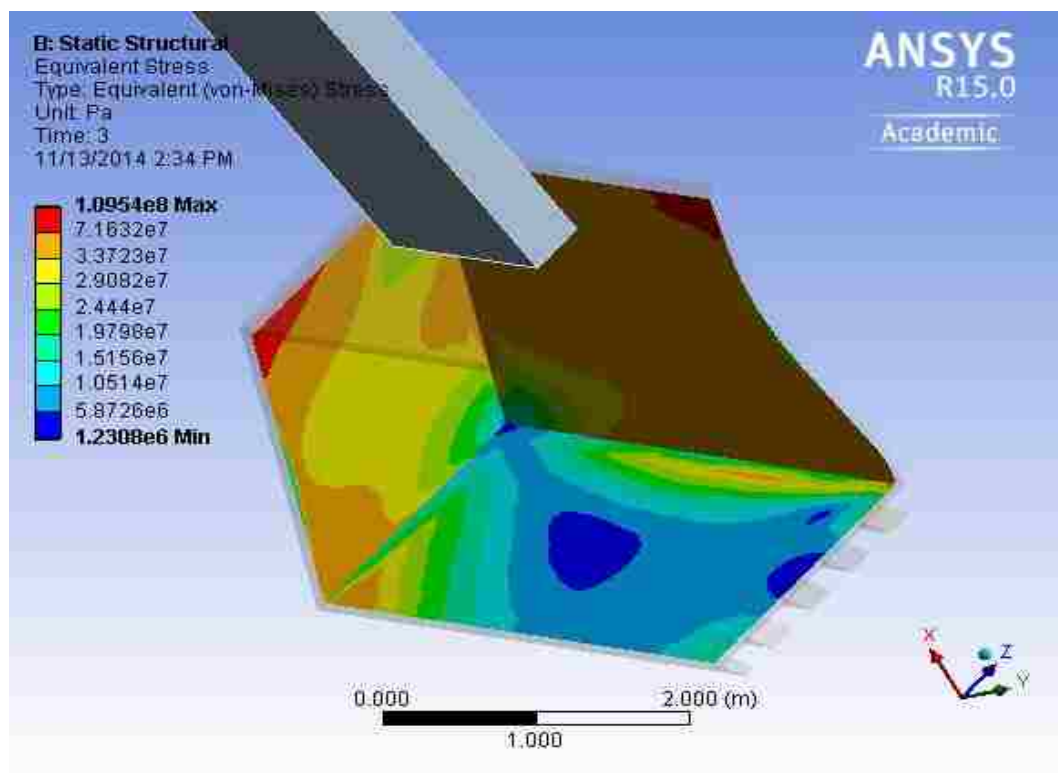 B: Static Structural
Equivalent Stress
Type: Equivalent (von-Mises) Stress
Unit: Pa
Time: 3
11/13/2014 2:34 PM
1.0954e8 Max
7.1632e7
3.3723e7
2.9082e7
2.444e7
1.9798e7
1.5156e7
1.0514e7
5.8726e6
1.2308e6 Min
ANSYS
R15.0
Academic
X
Z
Y
0.000
2.000 (m)
1.000